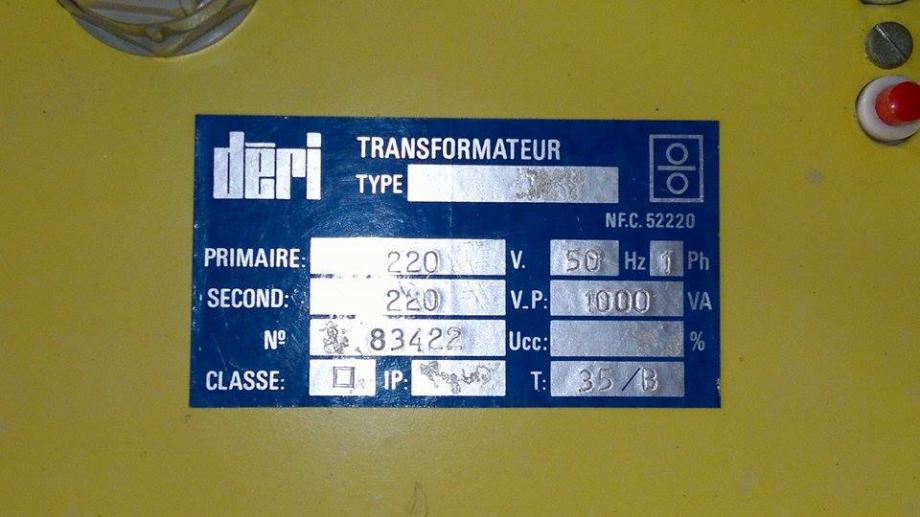 déri TRANSFORMATEUR
TYPE
N.F.C. 52220
PRIMAIRE: 220 V. 50 Hz 1 Ph
SECOND: 220 V. P: 1000 VA
Nº 83422 Ucc: %
CLASSE: IP: T: 35/B